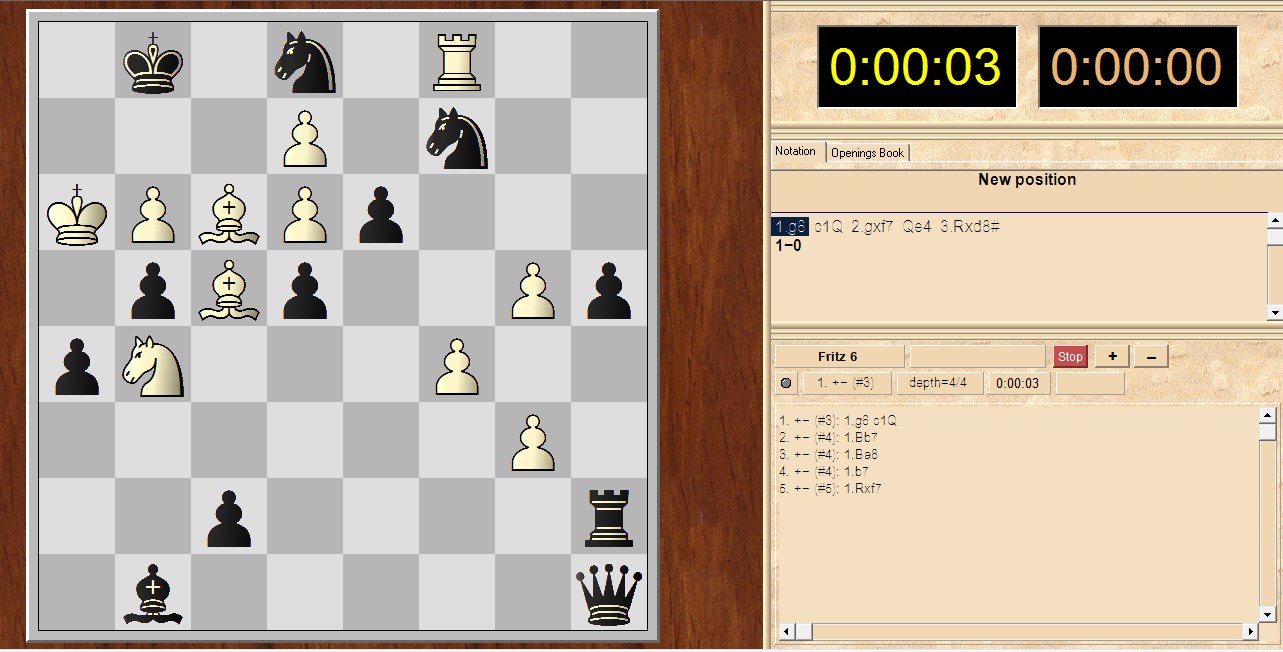 0:00:03 0:00:00
Notation Openings Book
New position
1.g6 c1Q 2.gxf7 Qe4 3.Rxd8#
1-0
Fritz 6 Stop + –
1. +– (#3) depth=4/4 0:00:03
1. +– (#3): 1.g6 c1Q
2. +– (#4): 1.Bb7
3. +– (#4): 1.Ba8
4. +– (#4): 1.b7
5. +– (#5): 1.Rxf7